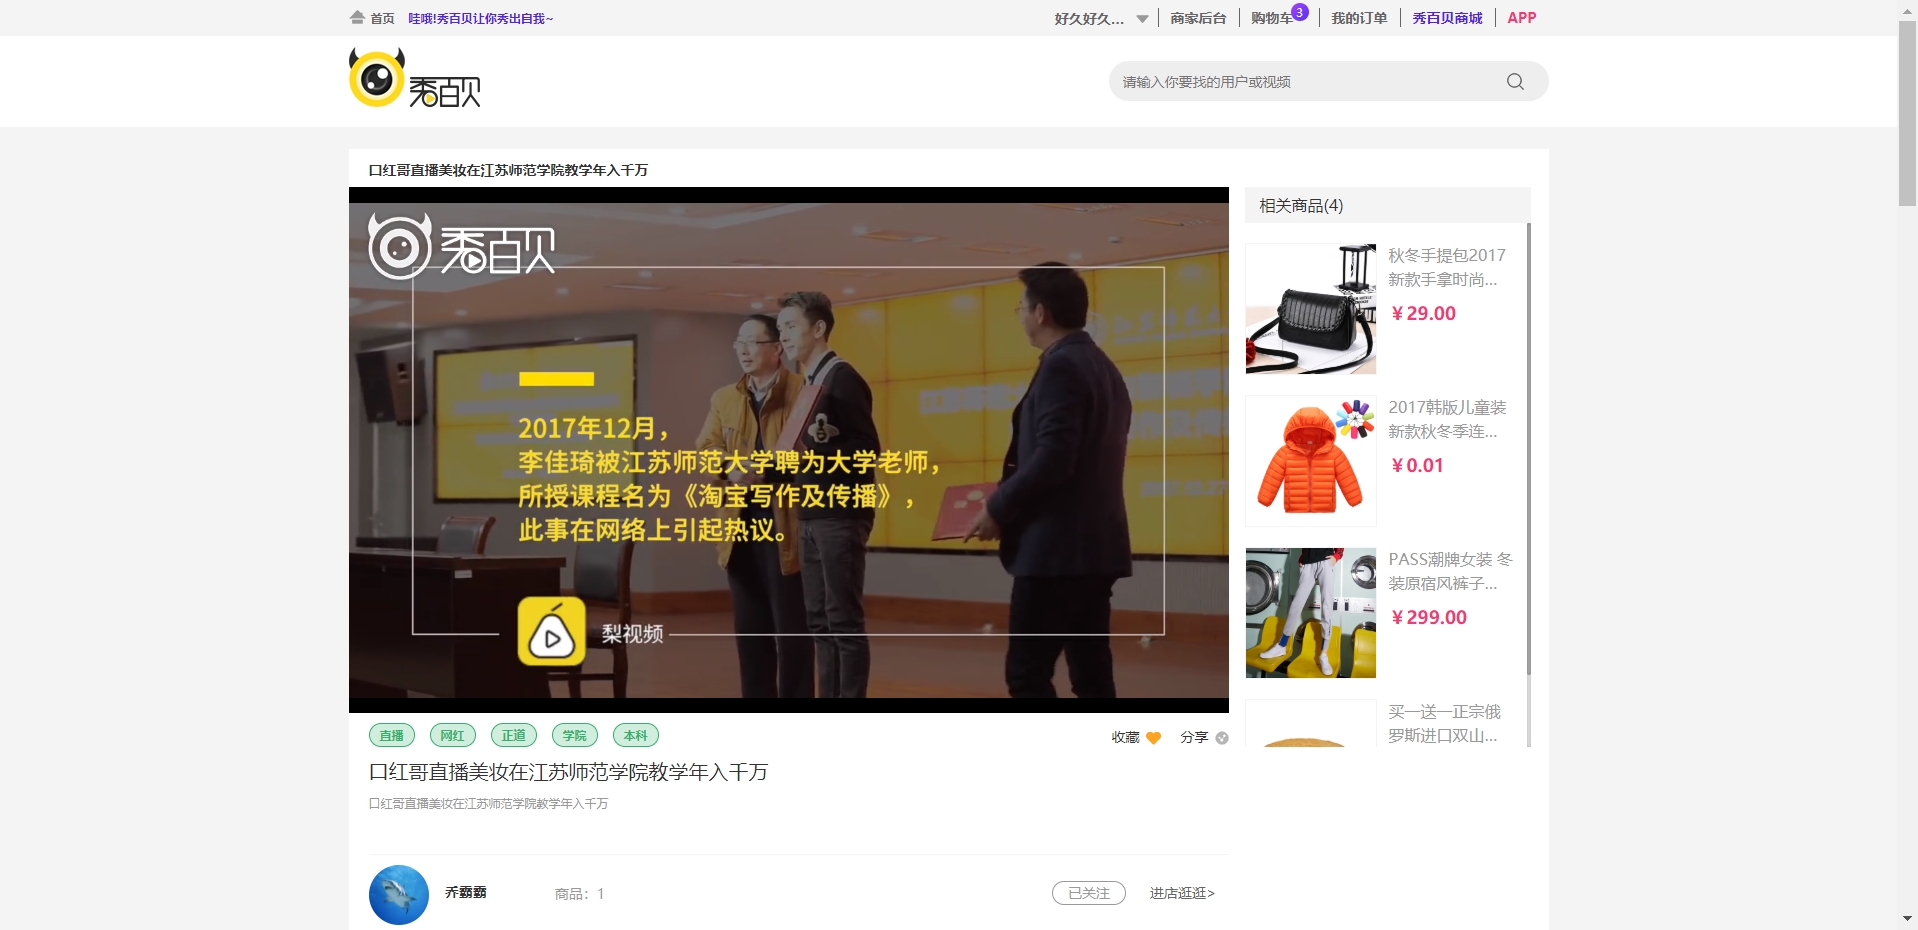 首页 哇哦!秀百贝让你秀出自我~ 好久好久... 商家后台 购物车 3 我的订单 秀百贝商城 APP
秀百贝
请输入你要找的用户或视频
口红哥直播美妆在江苏师范学院教学年入千万
秀百贝
2017年12月，
李佳琦被江苏师范大学聘为大学老师，
所授课程名为《淘宝写作及传播》，
此事在网络上引起热议。
梨视频
相关商品(4)
秋冬手提包2017
新款手拿时尚...
￥29.00
2017韩版儿童装
新款秋冬季连...
￥0.01
PASS潮牌女装 冬
装原宿风裤子...
￥299.00
买一送一正宗俄
罗斯进口双山...
直播 网红 正道 学院 本科 收藏 分享
口红哥直播美妆在江苏师范学院教学年入千万
口红哥直播美妆在江苏师范学院教学年入千万
乔霸霸 商品：1 已关注 进店逛逛>